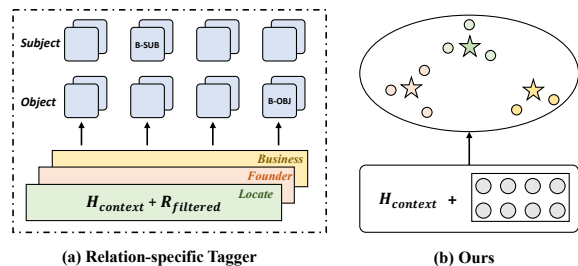 Subject
B-SUB
Object
B-OBJ
Business
Founder
Locate
H_context + R_filtered
(a) Relation-specific Tagger
H_context +
(b) Ours